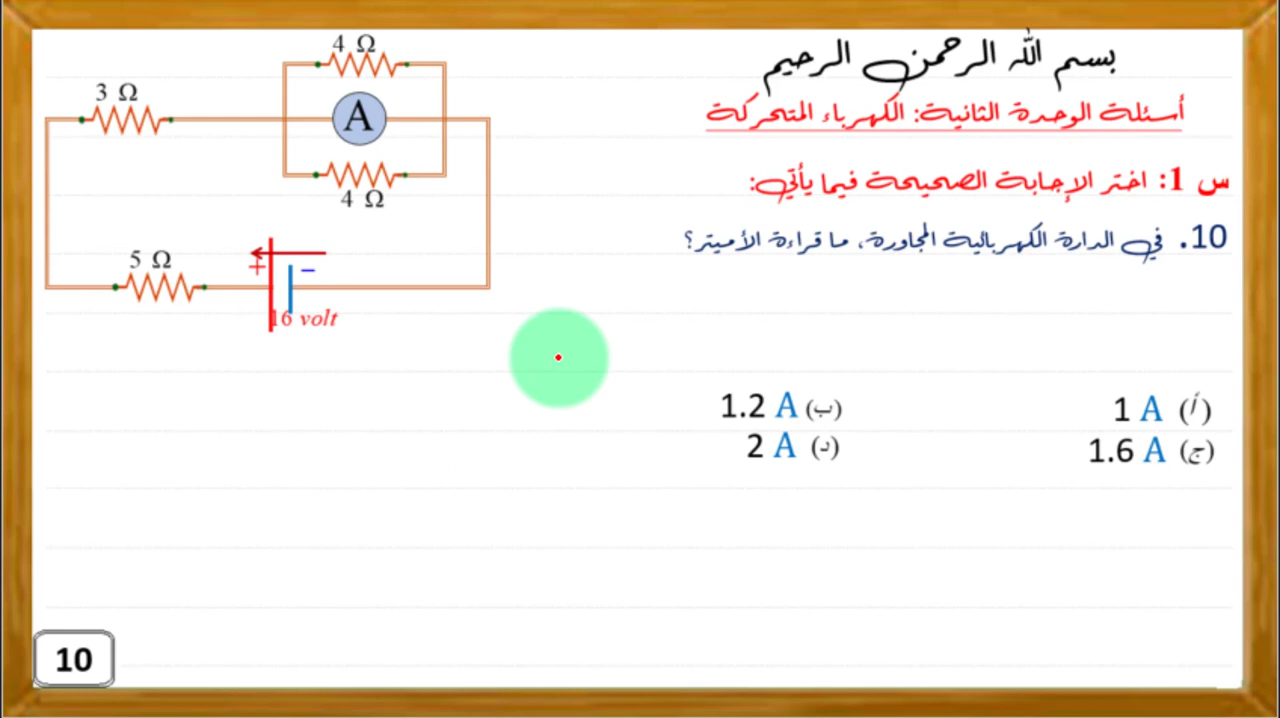 بسم الله الرحمن الرحيم
أسئلة الوحدة الثانية: الكهرباء المتحركة
س 1: اختر الإجابة الصحيحة فيما يأتي:
10. في الدارة الكهربائية المجاورة، ما قراءة الأميتر؟
4 Ω
3 Ω
A
4 Ω
5 Ω
+ −
16 volt
(أ) 1 A (ب) 1.2 A
(ج) 1.6 A (د) 2 A
10